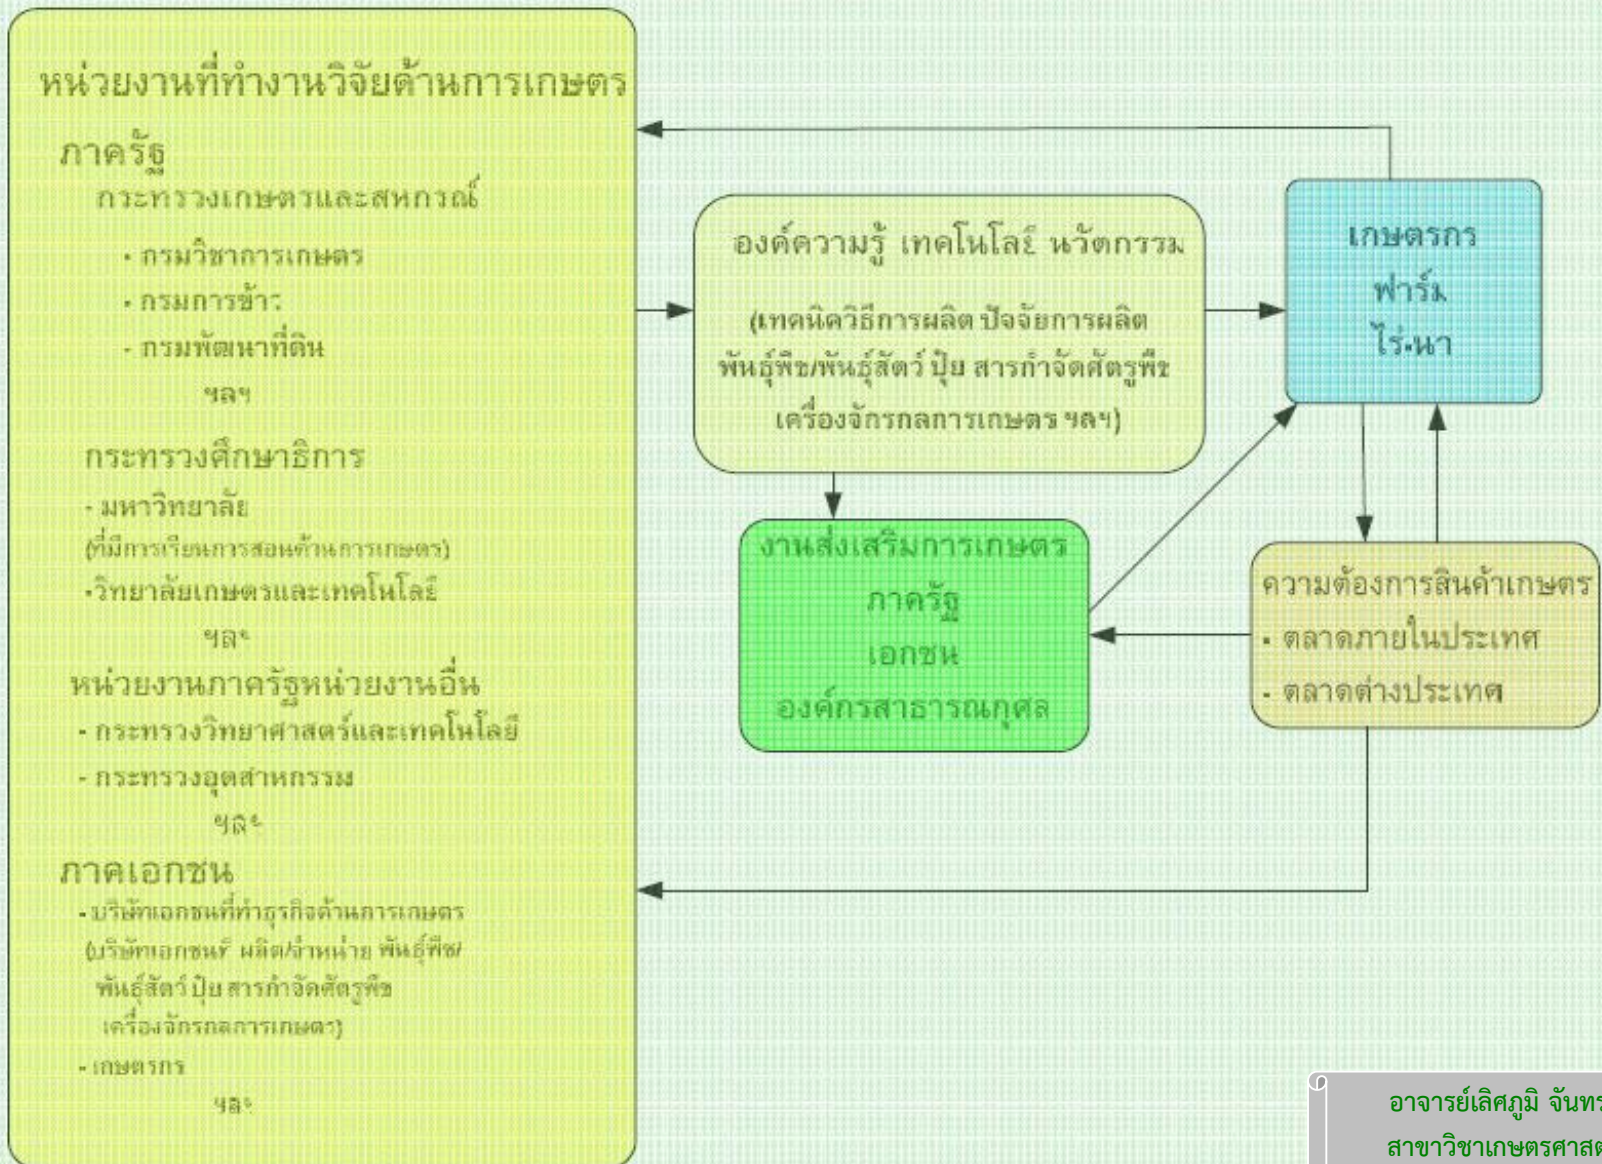 หน่วยงานที่ทำงานวิจัยด้านการเกษตร
ภาครัฐ
กระทรวงเกษตรและสหกรณ์
- กรมวิชาการเกษตร
- กรมการข้าว
- กรมพัฒนาที่ดิน
ฯลฯ
กระทรวงศึกษาธิการ
- มหาวิทยาลัย
(ที่มีการเรียนการสอนด้านการเกษตร)
-วิทยาลัยเกษตรและเทคโนโลยี
ฯลฯ
หน่วยงานภาครัฐหน่วยงานอื่น
- กระทรวงวิทยาศาสตร์และเทคโนโลยี
- กระทรวงอุตสาหกรรม
ฯลฯ
ภาคเอกชน
- บริษัทเอกชนที่ทำธุรกิจด้านการเกษตร
(บริษัทเอกชนที่ ผลิต/จำหน่าย พันธุ์พืช/
พันธุ์สัตว์ ปุ๋ย สารกำจัดศัตรูพืช
เครื่องจักรกลการเกษตร)
- เกษตรกร
ฯลฯ
องค์ความรู้ เทคโนโลยี นวัตกรรม
(เทคนิควิธีการผลิต ปัจจัยการผลิต
พันธุ์พืช/พันธุ์สัตว์ ปุ๋ย สารกำจัดศัตรูพืช
เครื่องจักรกลการเกษตร ฯลฯ)
งานส่งเสริมการเกษตร
ภาครัฐ
เอกชน
องค์กรสาธารณกุศล
เกษตรกร
ฟาร์ม
ไร่-นา
ความต้องการสินค้าเกษตร
- ตลาดภายในประเทศ
- ตลาดต่างประเทศ
อาจารย์เลิศภูมิ
สาขาวิชา